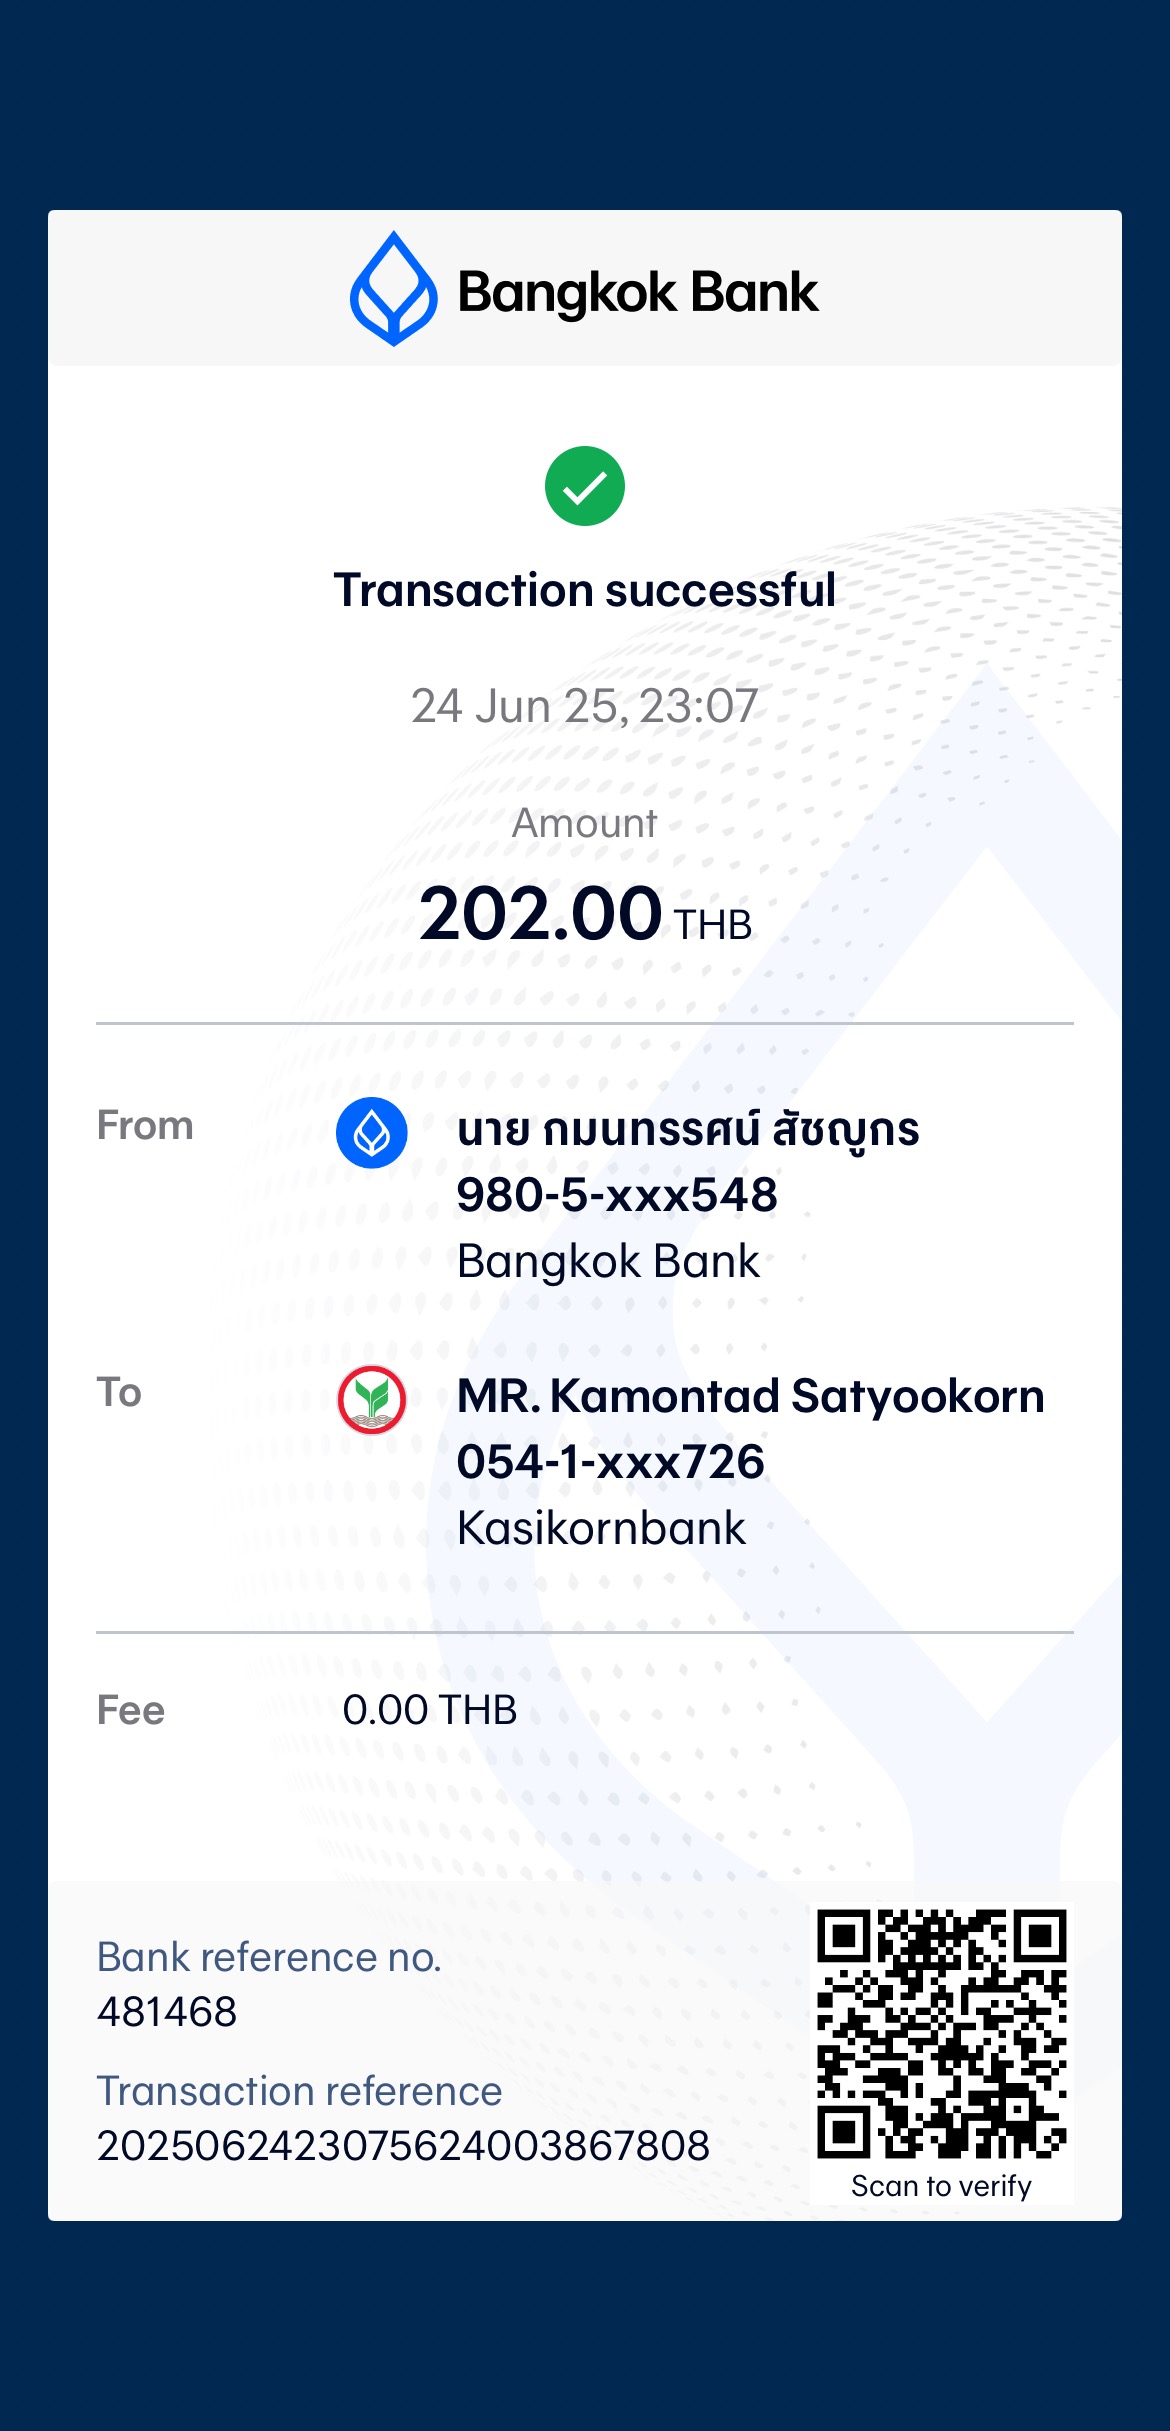 Bangkok Bank
Transaction successful
24 Jun 25, 23:07
Amount
202.00 THB
From
นาย กมนทรรศน์ สัชญูกร
980-5-xxx548
Bangkok Bank
To
MR. Kamontad Satyookorn
054-1-xxx726
Kasikornbank
Fee
0.00 THB
Bank reference no.
481468
Transaction reference
2025062423075624003867808
Scan to verify